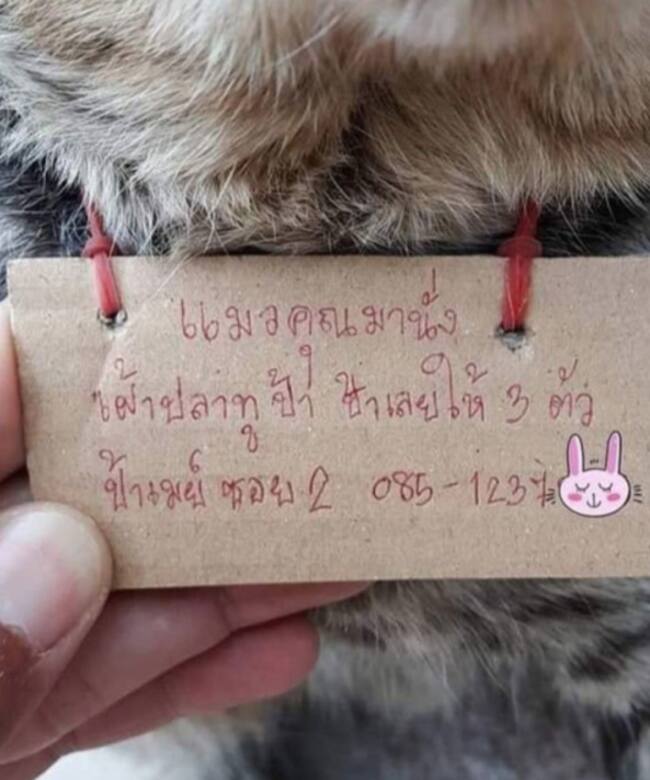 แมวคุณมานั่ง
เฝ้าปลาทูป้า ป้าเลยให้ 3 ตัว
ป้าเมย์ ซอย 2 085-1237